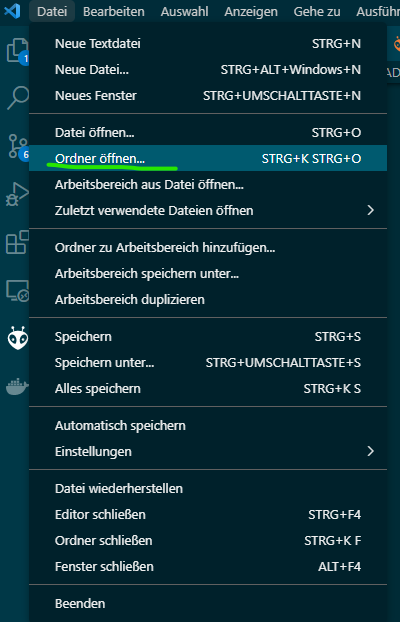 Datei Bearbeiten Auswahl Anzeigen Gehe zu Ausführ
Neue Textdatei STRG+N
Neue Datei... STRG+ALT+Windows+N
Neues Fenster STRG+UMSCHALTTASTE+N
1
Datei öffnen... STRG+O
6
Ordner öffnen... STRG+K STRG+O
Arbeitsbereich aus Datei öffnen...
Zuletzt verwendete Dateien öffnen
Ordner zu Arbeitsbereich hinzufügen...
Arbeitsbereich speichern unter...
Arbeitsbereich duplizieren
Speichern STRG+S
Speichern unter... STRG+UMSCHALTTASTE+S
Alles speichern STRG+K S
Automatisch speichern
Einstellungen
Datei wiederherstellen
Editor schließen STRG+F4
Ordner schließen STRG+K F
Fenster schließen ALT+F4
Beenden
AD